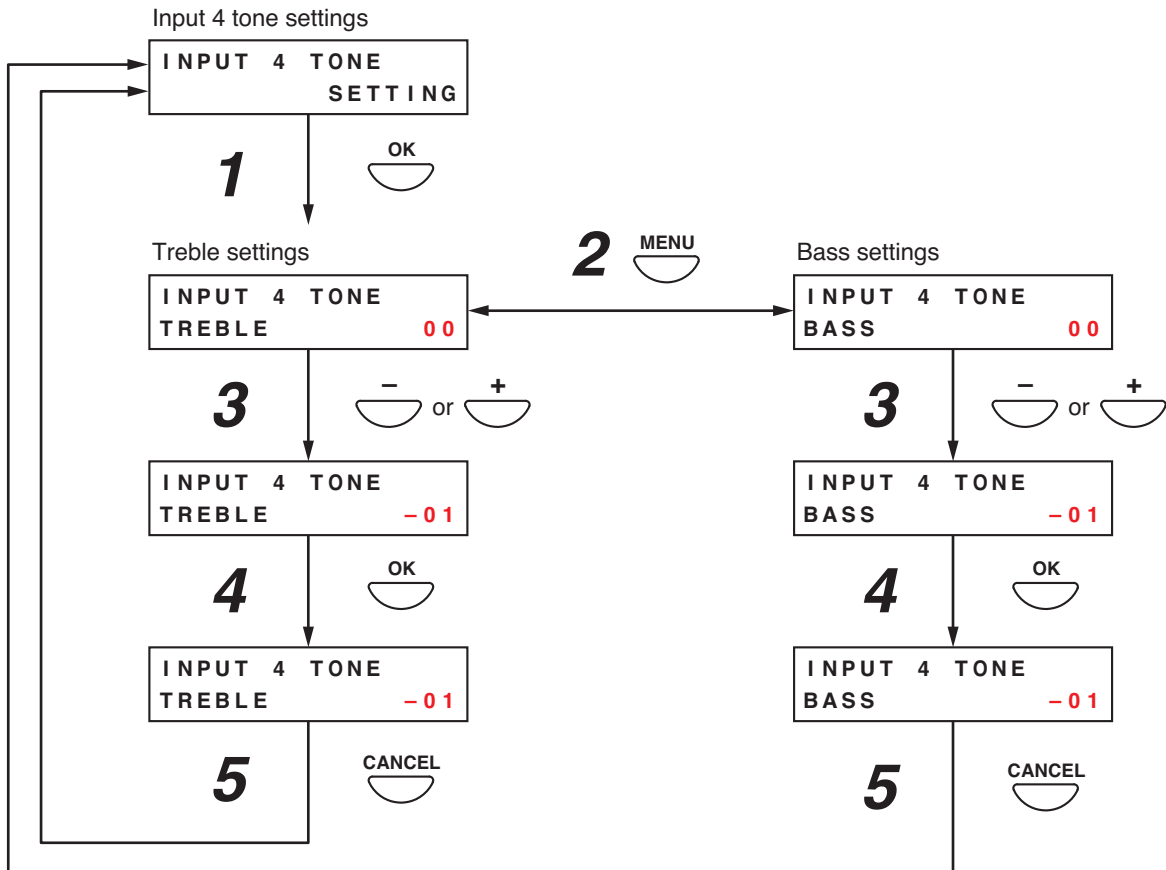 Input 4 tone settings
INPUT 4 TONE
SETTING
1
OK
2
MENU
Treble settings
Bass settings
INPUT 4 TONE
TREBLE 00
INPUT 4 TONE
BASS 00
3
– or +
3
– or +
INPUT 4 TONE
TREBLE –01
INPUT 4 TONE
BASS –01
4
OK
4
OK
INPUT 4 TONE
TREBLE –01
INPUT 4 TONE
BASS –01
5
CANCEL
5
CANCEL